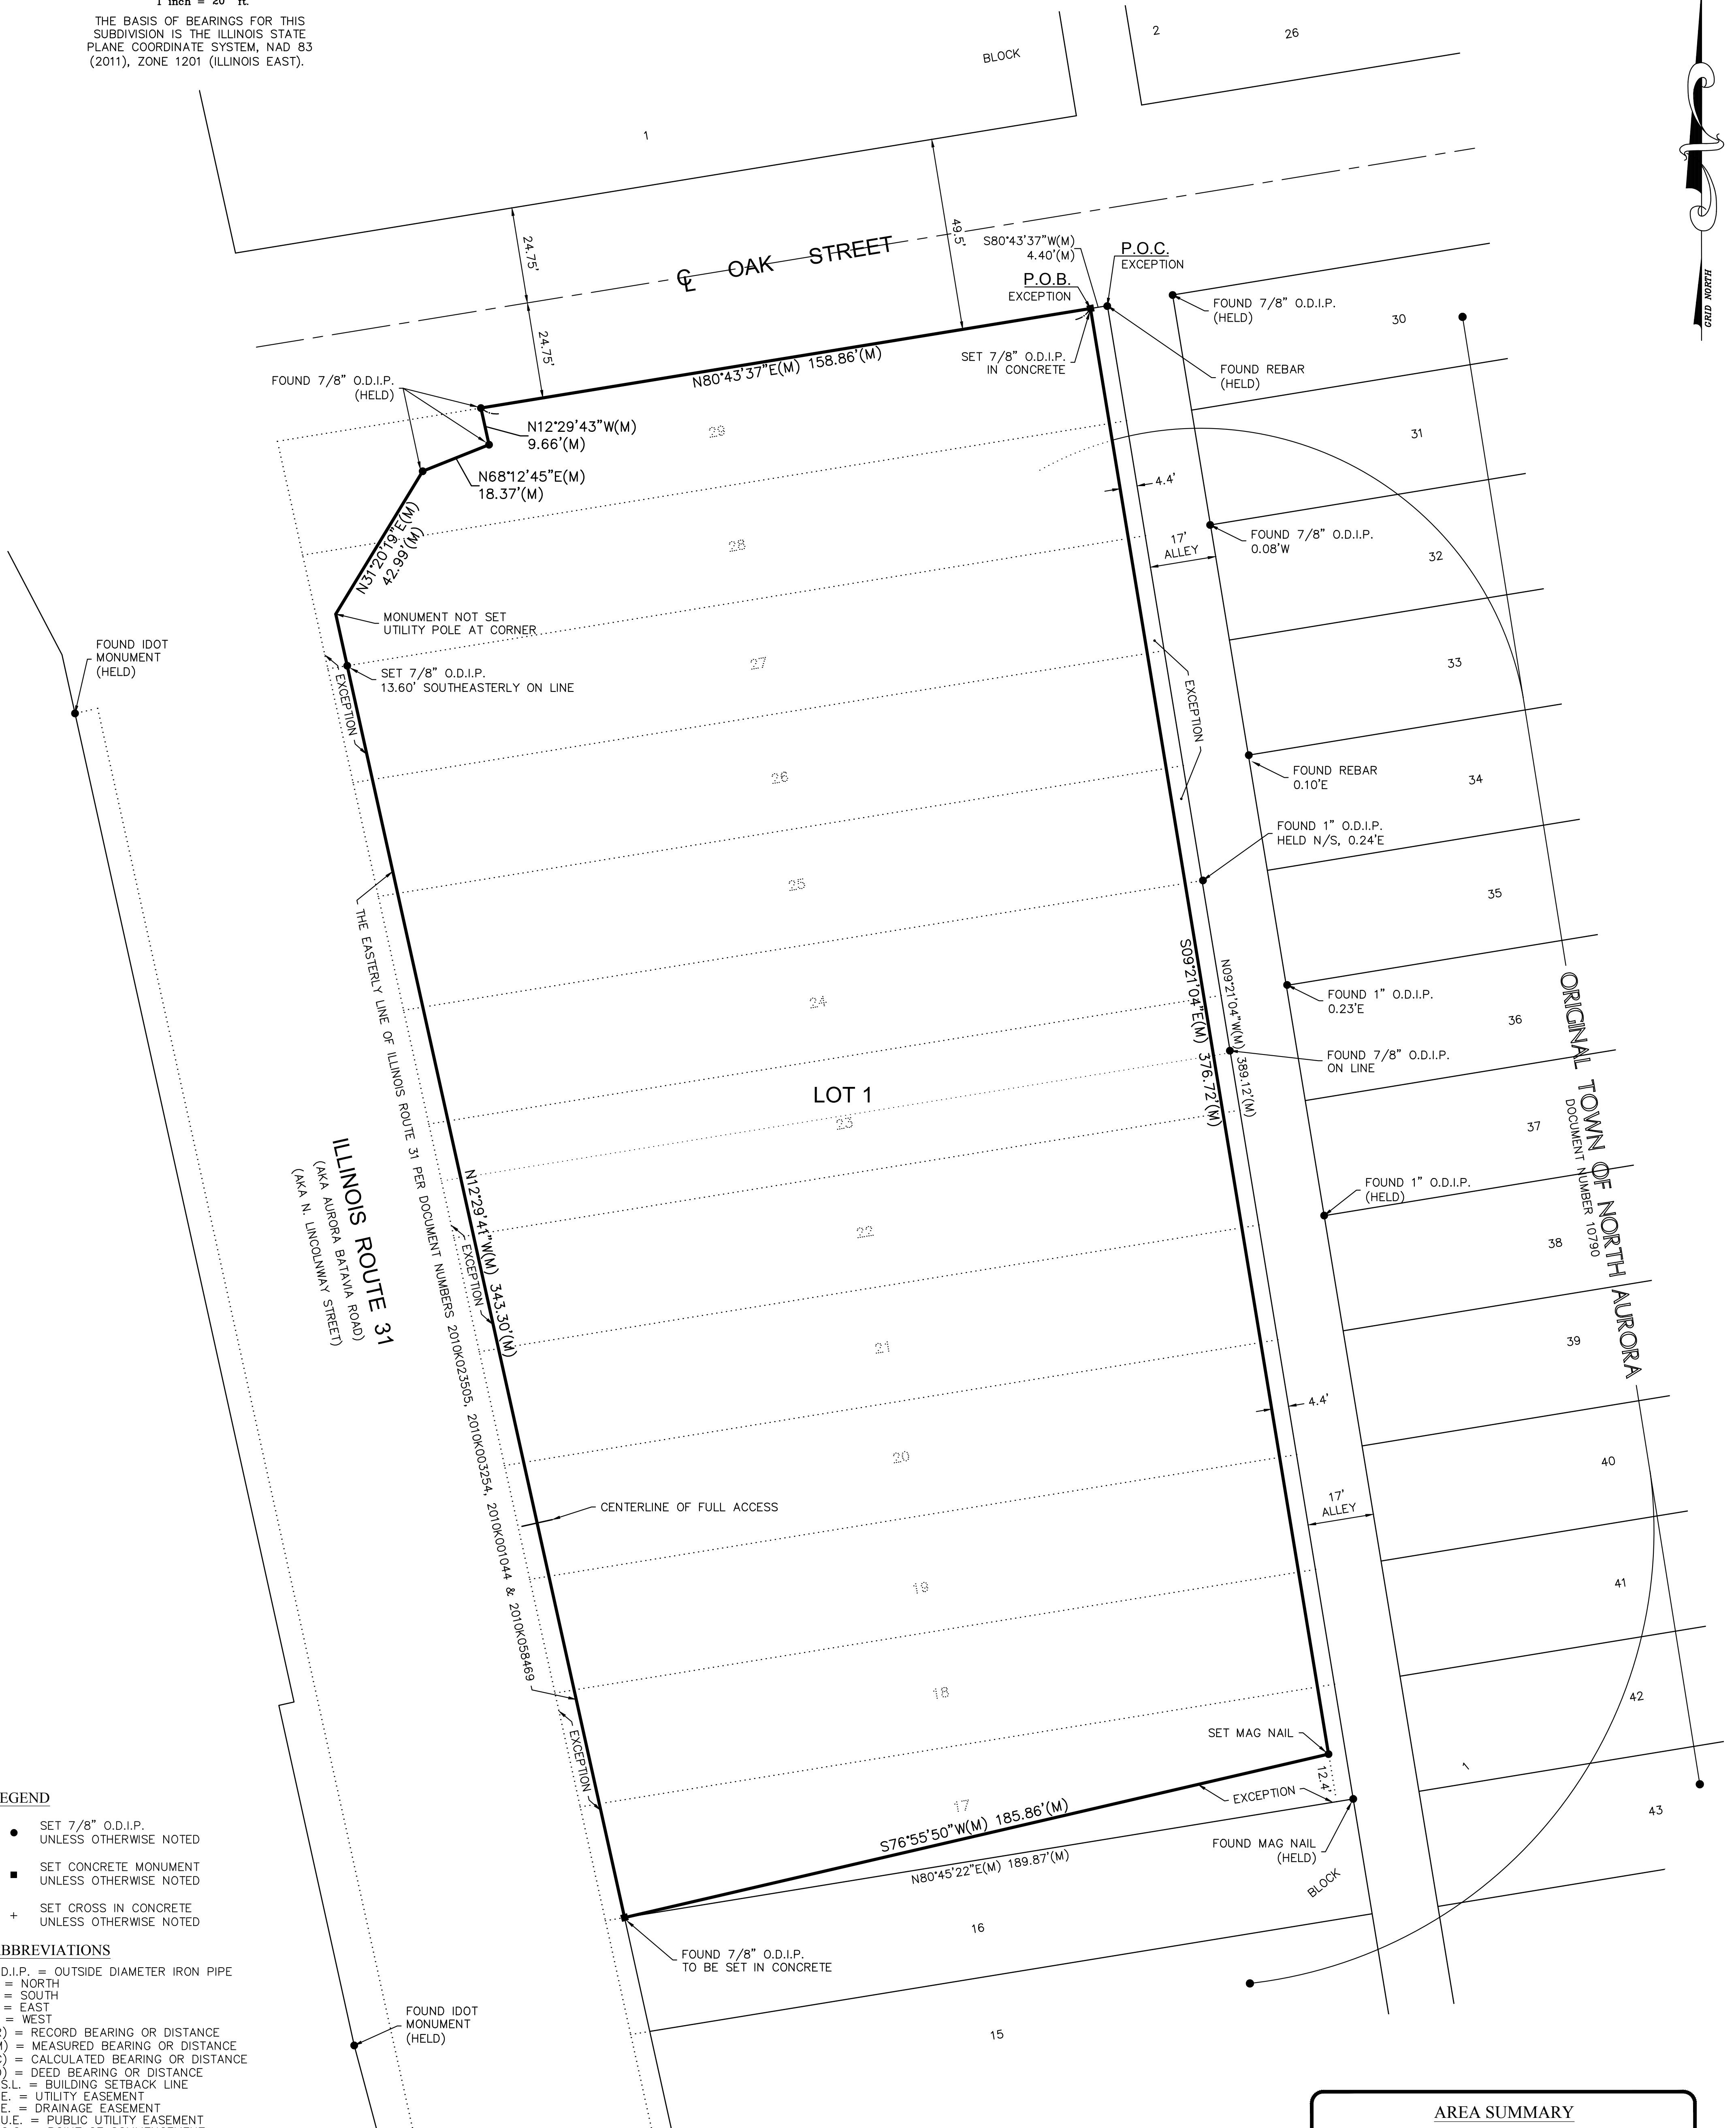 1 inch = 20 ft.
THE BASIS OF BEARINGS FOR THIS
SUBDIVISION IS THE ILLINOIS STATE
PLANE COORDINATE SYSTEM, NAD 83
(2011), ZONE 1201 (ILLINOIS EAST).
BLOCK
2
26
1
GRID NORTH
24.75'
49.5'
24.75'
℄ OAK STREET
S80°43'37"W(M)
4.40'(M)
P.O.C.
EXCEPTION
P.O.B.
EXCEPTION
FOUND 7/8" O.D.I.P.
(HELD)
30
SET 7/8" O.D.I.P.
IN CONCRETE
FOUND REBAR
(HELD)
N80°43'37"E(M) 158.86'(M)
FOUND 7/8" O.D.I.P.
(HELD)
N12°29'43"W(M)
9.66'(M)
29
31
N68°12'45"E(M)
18.37'(M)
4.4'
N31°20'19"E(M)
42.99'(M)
28
17'
ALLEY
FOUND 7/8" O.D.I.P.
0.08'W
32
MONUMENT NOT SET
UTILITY POLE AT CORNER
FOUND IDOT
MONUMENT
(HELD)
27
33
SET 7/8" O.D.I.P.
13.60' SOUTHEASTERLY ON LINE
EXCEPTION
EXCEPTION
26
FOUND REBAR
0.10'E
34
FOUND 1" O.D.I.P.
HELD N/S, 0.24'E
25
35
THE EASTERLY LINE OF ILLINOIS ROUTE 31 PER DOCUMENT NUMBERS 2010K023505, 2010K003254, 2010K001044 & 2010K058469
24
S09°21'04"E(M) 376.72'(M)
N09°21'04"W(M) 389.12'(M)
FOUND 1" O.D.I.P.
0.23'E
36
FOUND 7/8" O.D.I.P.
ON LINE
ORIGINAL TOWN OF NORTH AURORA
DOCUMENT NUMBER 10790
LOT 1
23
37
ILLINOIS ROUTE 31
(AKA AURORA BATAVIA ROAD)
(AKA N. LINCOLNWAY STREET)
N12°29'41"W(M) 343.30'(M)
EXCEPTION
22
FOUND 1" O.D.I.P.
(HELD)
38
21
39
4.4'
20
40
CENTERLINE OF FULL ACCESS
17'
ALLEY
19
41
18
42
SET MAG NAIL
EXCEPTION
12.4'
1
17
EXCEPTION
43
S76°55'50"W(M) 185.86'(M)
FOUND MAG NAIL
(HELD)
N80°45'22"E(M) 189.87'(M)
BLOCK
16
FOUND 7/8" O.D.I.P.
TO BE SET IN CONCRETE
FOUND IDOT
MONUMENT
(HELD)
15
EGEND
SET 7/8" O.D.I.P.
UNLESS OTHERWISE NOTED
SET CONCRETE MONUMENT
UNLESS OTHERWISE NOTED
+ SET CROSS IN CONCRETE
UNLESS OTHERWISE NOTED
BBREVIATIONS
D.I.P. = OUTSIDE DIAMETER IRON PIPE
= NORTH
= SOUTH
= EAST
= WEST
) = RECORD BEARING OR DISTANCE
) = MEASURED BEARING OR DISTANCE
) = CALCULATED BEARING OR DISTANCE
) = DEED BEARING OR DISTANCE
S.L. = BUILDING SETBACK LINE
E. = UTILITY EASEMENT
E. = DRAINAGE EASEMENT
U.E. = PUBLIC UTILITY EASEMENT
AREA SUMMARY